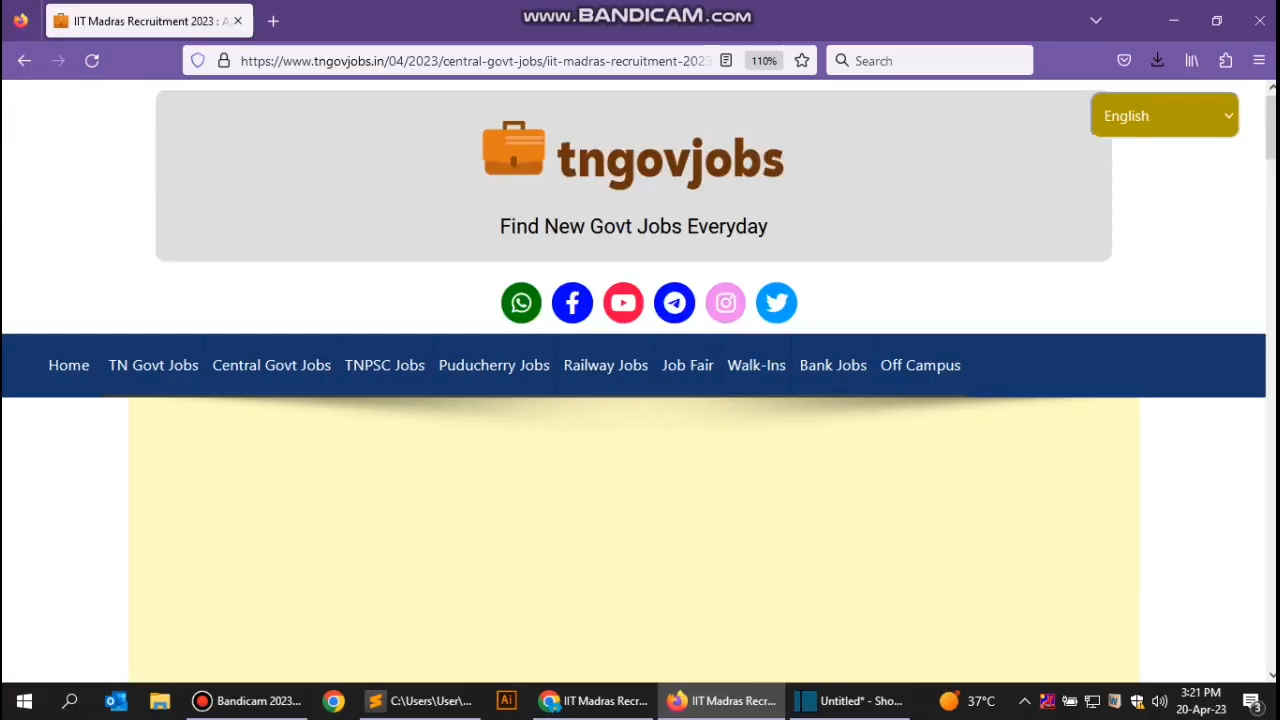 IIT Madras Recruitment 2023 : A
www.BANDICAM.com
https://www.tngovjobs.in/04/2023/central-govt-jobs/iit-madras-recruitment-2023
110%
Search
English
tngovjobs
Find New Govt Jobs Everyday
Home TN Govt Jobs Central Govt Jobs TNPSC Jobs Puducherry Jobs Railway Jobs Job Fair Walk-Ins Bank Jobs Off Campus
Bandicam 2023... C:\Users\User\... Ai IIT Madras Recr... IIT Madras Recr... Untitled* - Sho... 37°C
3:21 PM
20-Apr-23
3